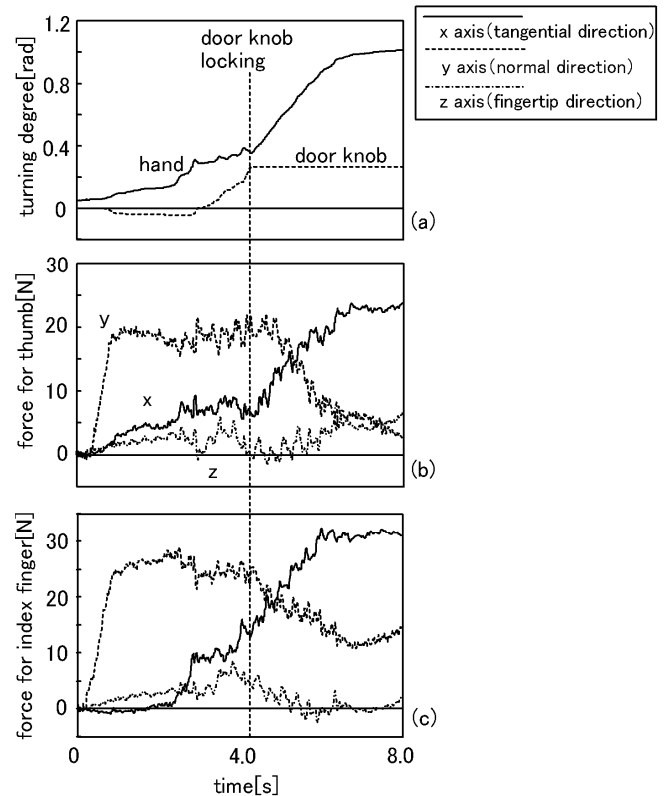 x axis(tangential direction)
y axis(normal direction)
z axis(fingertip direction)
1.2
0.8
0.4
0
turning degree[rad]
door knob
locking
hand
door knob
(a)
30
20
10
0
force for thumb[N]
y
x
z
(b)
30
20
10
0
force for index finger[N]
(c)
0
4.0
8.0
time[s]